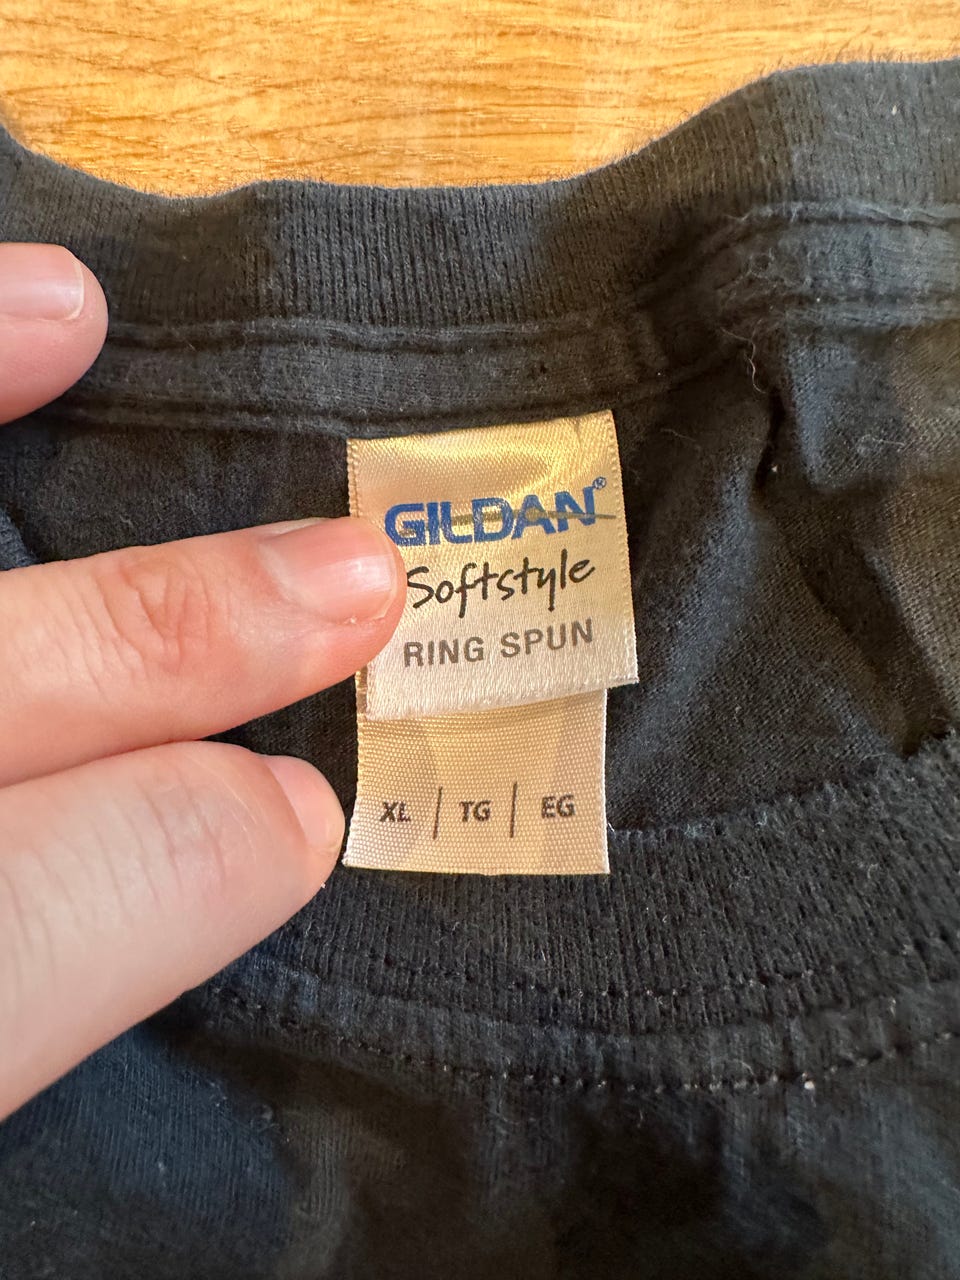 GILDAN®
Softstyle
RING SPUN
XL | TG | EG